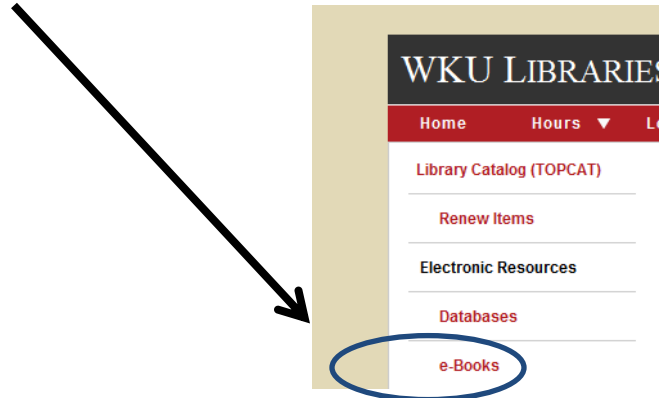 WKU LIBRARIES
Home Hours ▼
Library Catalog (TOPCAT)
Renew Items
Electronic Resources
Databases
e-Books